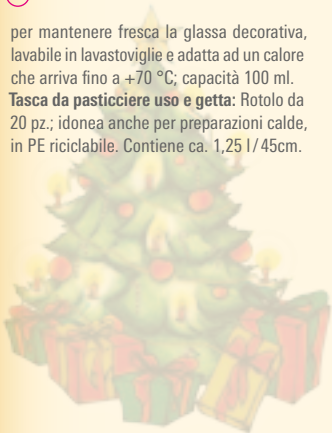 per mantenere fresca la glassa decorativa,
lavabile in lavastoviglie e adatta ad un calore
che arriva fino a +70 °C; capacità 100 ml.
Tasca da pasticciere uso e getta: Rotolo da
20 pz.; idonea anche per preparazioni calde,
in PE riciclabile. Contiene ca. 1,25 l / 45cm.